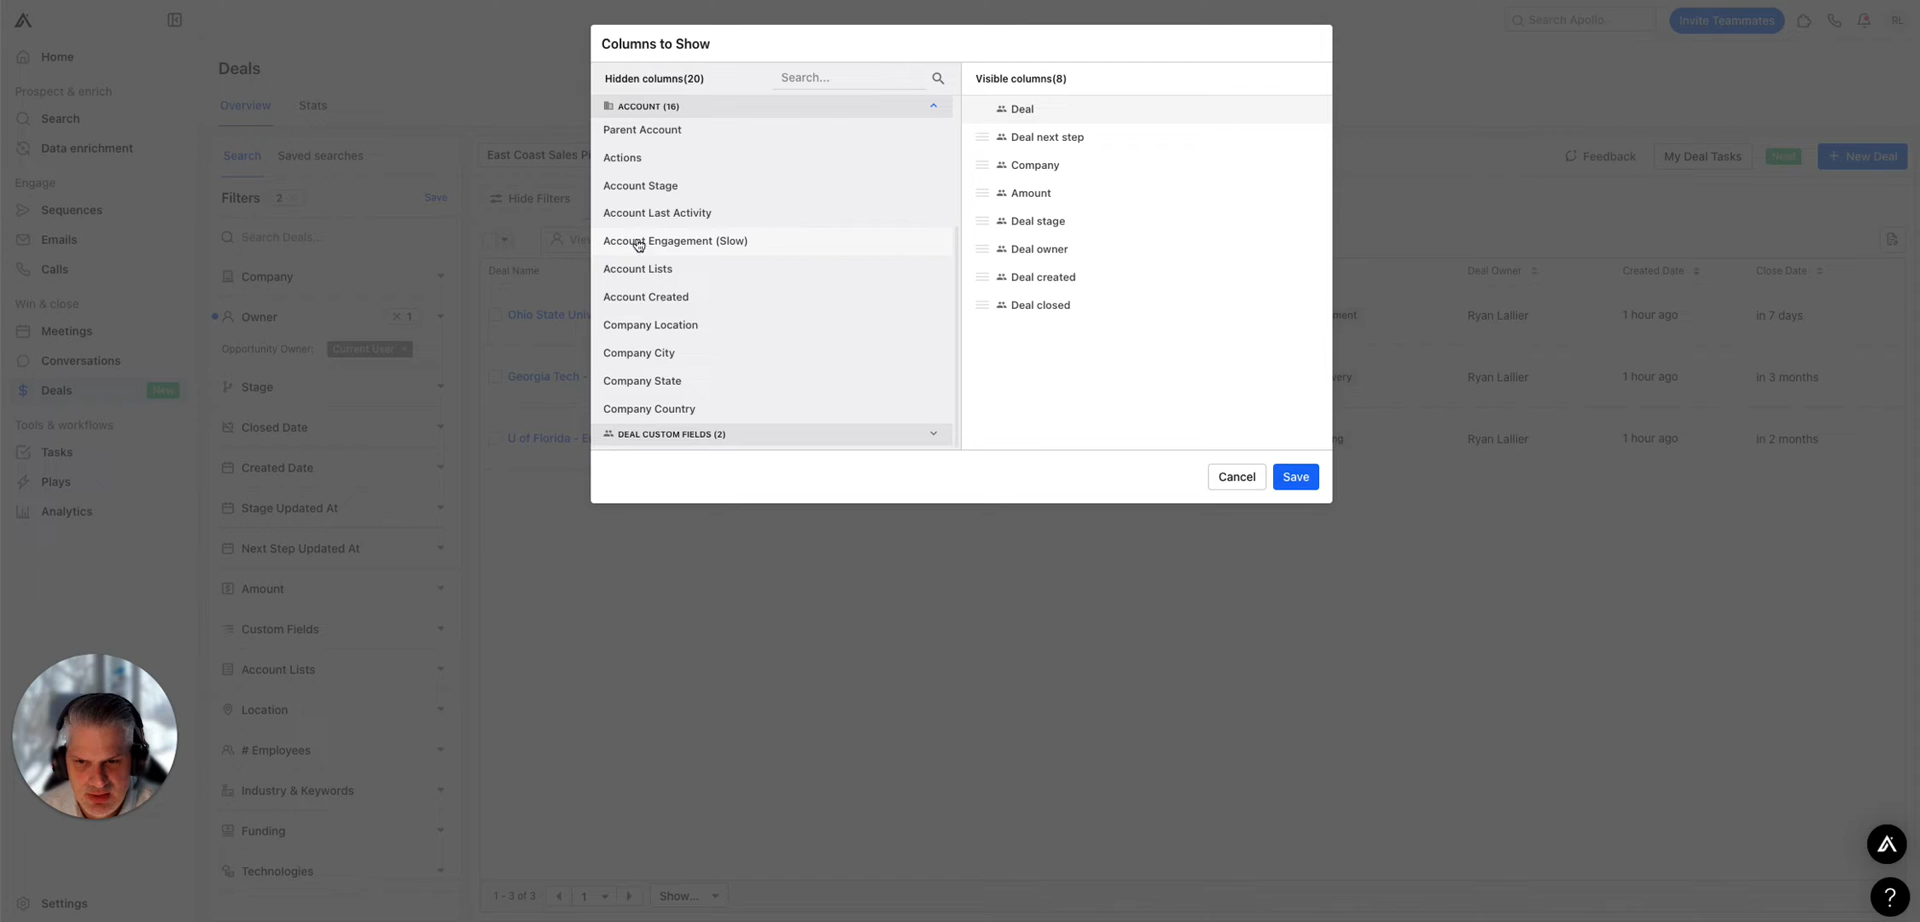 Search Apollo
Invite Teammates
RL
Home
Prospect & enrich
Search
Data enrichment
Engage
Sequences
Emails
Calls
Win & close
Meetings
Conversations
Deals
New
Tools & workflows
Tasks
Plays
Analytics
Settings
Deals
Overview
Stats
Search
Saved searches
Filters
2
Save
Search Deals...
Company
Owner
× 1
Opportunity Owner:
Current User
Stage
Closed Date
Created Date
Stage Updated At
Next Step Updated At
Amount
Custom Fields
Account Lists
Location
# Employees
Industry & Keywords
Funding
Technologies
East Coast Sales Pi
Hide Filters
Feedback
My Deal Tasks
New!
+ New Deal
Deal Name
Deal Owner
Created Date
Close Date
Ohio State Univ
ment
Ryan Lallier
1 hour ago
in 7 days
Georgia Tech -
very
Ryan Lallier
1 hour ago
in 3 months
U of Florida - E
ng
Ryan Lallier
1 hour ago
in 2 months
1 - 3 of 3
1
Show...
Columns to Show
Hidden columns(20)
Search...
ACCOUNT (16)
Parent Account
Actions
Account Stage
Account Last Activity
Account Engagement (Slow)
Account Lists
Account Created
Company Location
Company City
Company State
Company Country
DEAL CUSTOM FIELDS (2)
Visible columns(8)
Deal
Deal next step
Company
Amount
Deal stage
Deal owner
Deal created
Deal closed
Cancel
Save
?